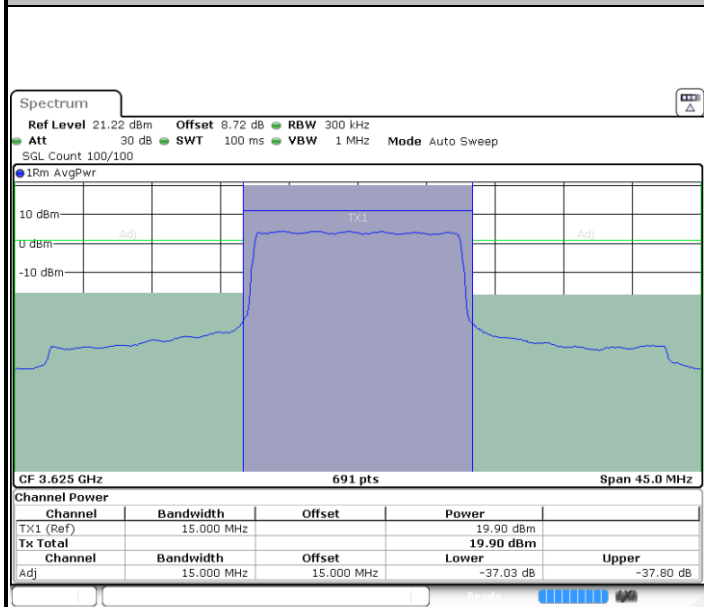 Spectrum
Ref Level 21.22 dBm Offset 8.72 dB RBW 300 kHz
Att 30 dB SWT 100 ms VBW 1 MHz Mode Auto Sweep
SGL Count 100/100
1Rm AvgPwr
10 dBm
TX1
Adj Adj
0 dBm
-10 dBm
CF 3.625 GHz 691 pts Span 45.0 MHz
Channel Power
Channel Bandwidth Offset Power
TX1 (Ref) 15.000 MHz 19.90 dBm
Tx Total 19.90 dBm
Channel Bandwidth Offset Lower Upper
Adj 15.000 MHz 15.000 MHz -37.03 dB -37.80 dB
Ready